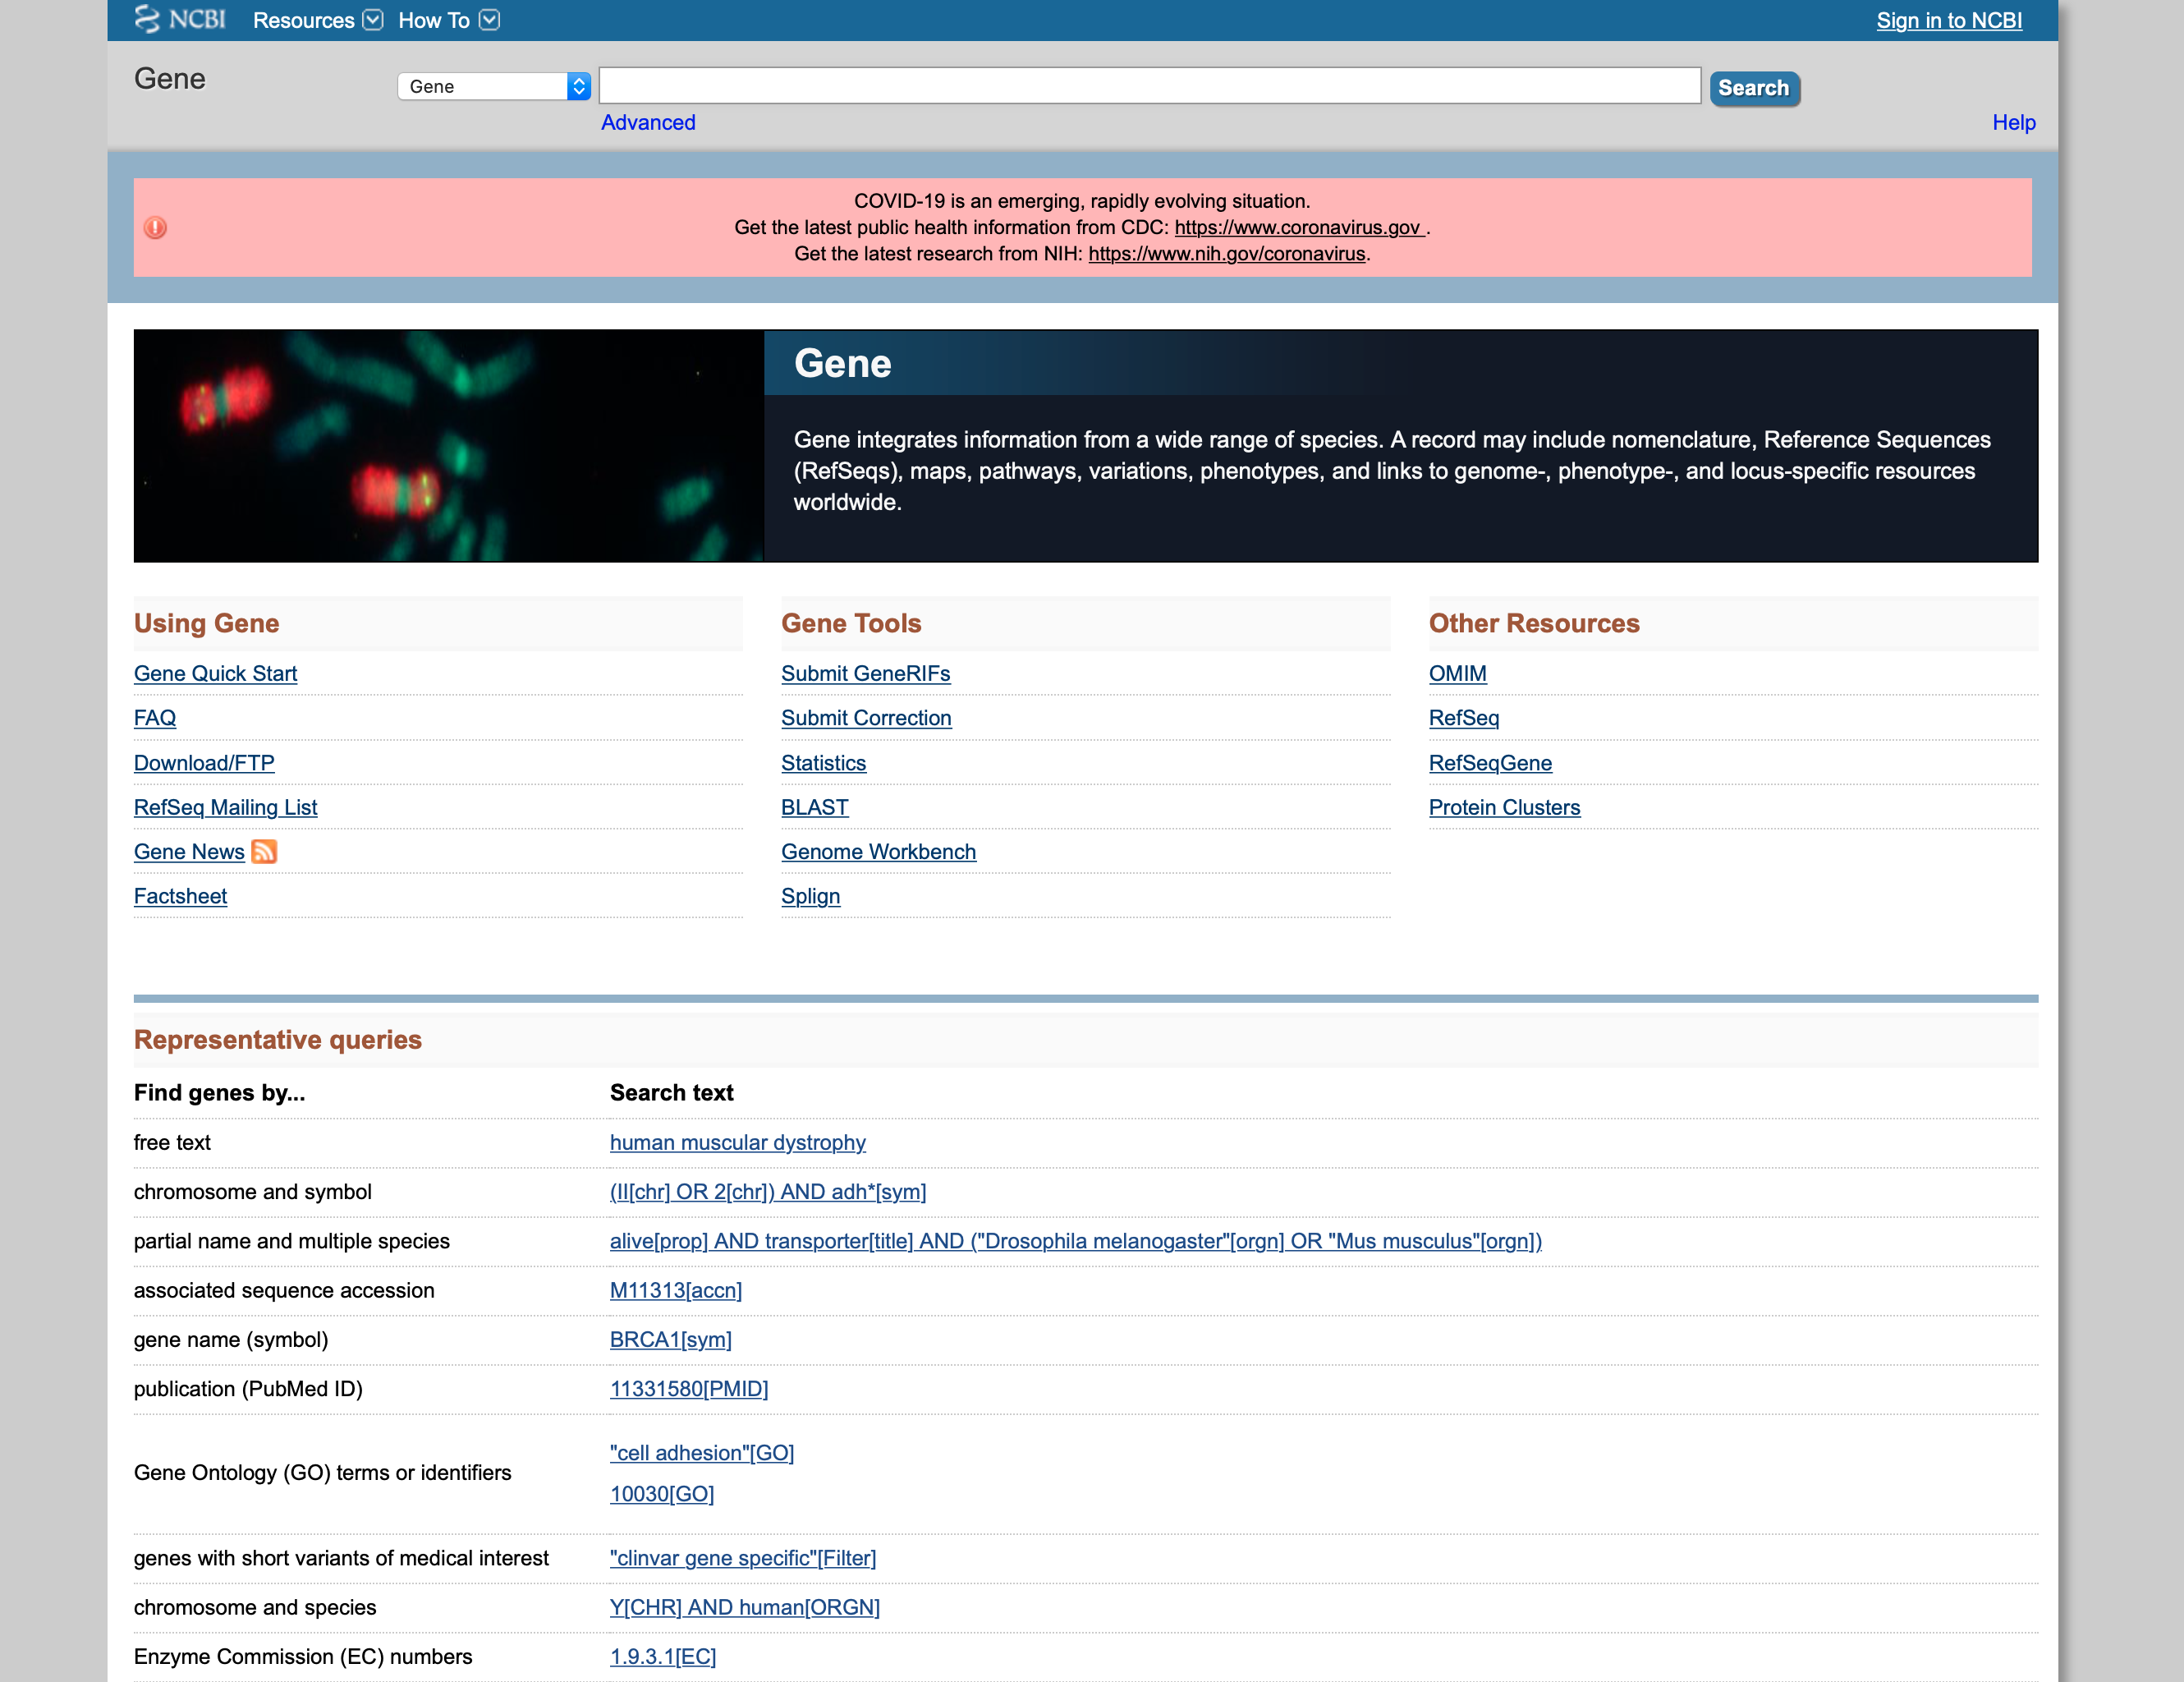 NCBI Resources How To Sign in to NCBI
Gene Gene Search
Advanced Help
COVID-19 is an emerging, rapidly evolving situation.
Get the latest public health information from CDC: https://www.coronavirus.gov .
Get the latest research from NIH: https://www.nih.gov/coronavirus.
Gene
Gene integrates information from a wide range of species. A record may include nomenclature, Reference Sequences
(RefSeqs), maps, pathways, variations, phenotypes, and links to genome-, phenotype-, and locus-specific resources
worldwide.
Using Gene
Gene Quick Start
FAQ
Download/FTP
RefSeq Mailing List
Gene News
Factsheet
Gene Tools
Submit GeneRIFs
Submit Correction
Statistics
BLAST
Genome Workbench
Splign
Other Resources
OMIM
RefSeq
RefSeqGene
Protein Clusters
Representative queries
Find genes by... Search text
free text human muscular dystrophy
chromosome and symbol (II[chr] OR 2[chr]) AND adh*[sym]
partial name and multiple species alive[prop] AND transporter[title] AND ("Drosophila melanogaster"[orgn] OR "Mus musculus"[orgn])
associated sequence accession M11313[accn]
gene name (symbol) BRCA1[sym]
publication (PubMed ID) 11331580[PMID]
Gene Ontology (GO) terms or identifiers
"cell adhesion"[GO]
10030[GO]
genes with short variants of medical interest "clinvar gene specific"[Filter]
chromosome and species Y[CHR] AND human[ORGN]
Enzyme Commission (EC) numbers 1.9.3.1[EC]